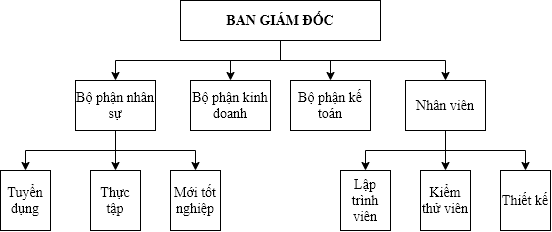 BAN GIÁM ĐỐC
Bộ phận nhân
sự
Bộ phận kinh
doanh
Bộ phận kế
toán
Nhân viên
Tuyển
dụng
Thực
tập
Mới tốt
nghiệp
Lập
trình
viên
Kiểm
thử viên
Thiết kế